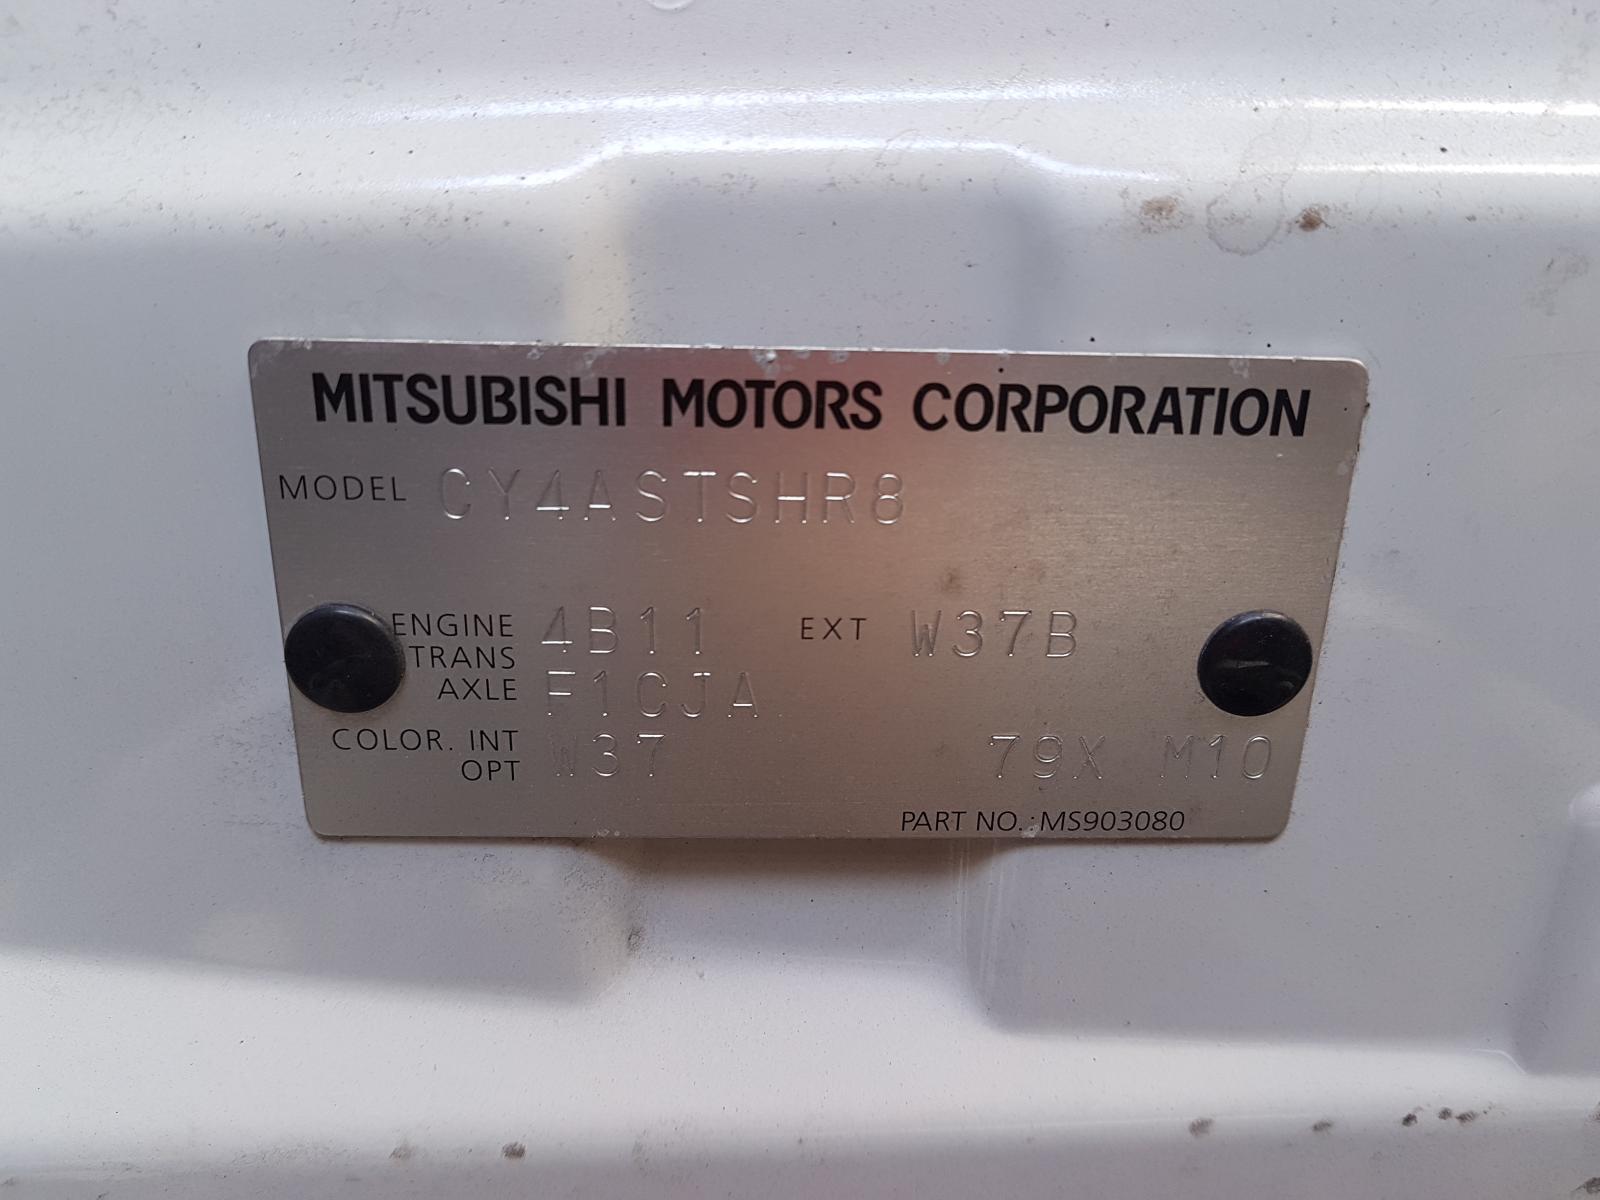 MITSUBISHI MOTORS CORPORATION
MODEL CY4ASTSHR8
ENGINE 4B11 EXT W37B
TRANS
AXLE F1CJA
COLOR. INT W37 79X M10
OPT
PART NO.:MS903080